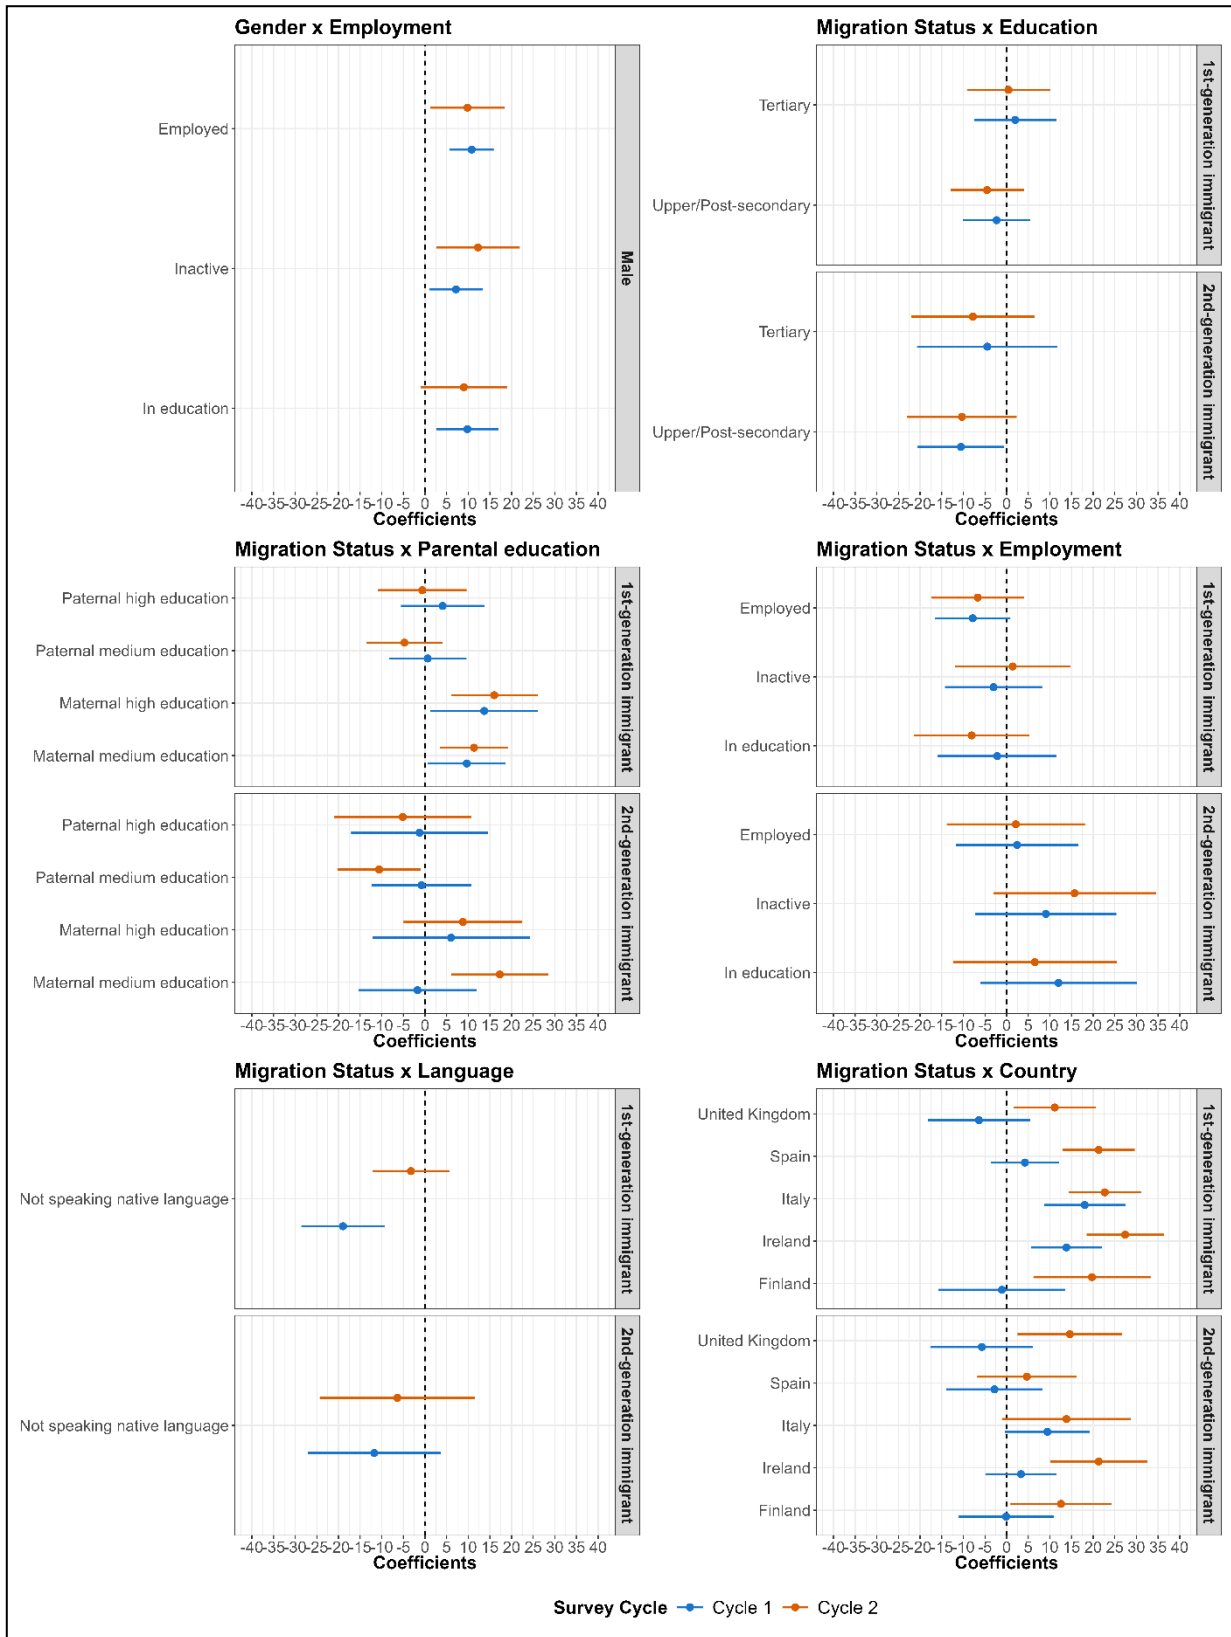 Gender x Employment
Employed
Inactive
In education
Male
-40-35-30-25-20-15-10 -5 0 5 10 15 20 25 30 35 40
Coefficients
Migration Status x Education
Tertiary
Upper/Post-secondary
1st-generation immigrant
Tertiary
Upper/Post-secondary
2nd-generation immigrant
-40-35-30-25-20-15-10 -5 0 5 10 15 20 25 30 35 40
Coefficients
Migration Status x Parental education
Paternal high education
Paternal medium education
Maternal high education
Maternal medium education
1st-generation immigrant
Paternal high education
Paternal medium education
Maternal high education
Maternal medium education
2nd-generation immigrant
-40-35-30-25-20-15-10 -5 0 5 10 15 20 25 30 35 40
Coefficients
Migration Status x Employment
Employed
Inactive
In education
1st-generation immigrant
Employed
Inactive
In education
2nd-generation immigrant
-40-35-30-25-20-15-10 -5 0 5 10 15 20 25 30 35 40
Coefficients
Migration Status x Language
Not speaking native language
1st-generation immigrant
Not speaking native language
2nd-generation immigrant
-40-35-30-25-20-15-10 -5 0 5 10 15 20 25 30 35 40
Coefficients
Migration Status x Country
United Kingdom
Spain
Italy
Ireland
Finland
1st-generation immigrant
United Kingdom
Spain
Italy
Ireland
Finland
2nd-generation immigrant
-40-35-30-25-20-15-10 -5 0 5 10 15 20 25 30 35 40
Coefficients
Survey Cycle Cycle 1 Cycle 2